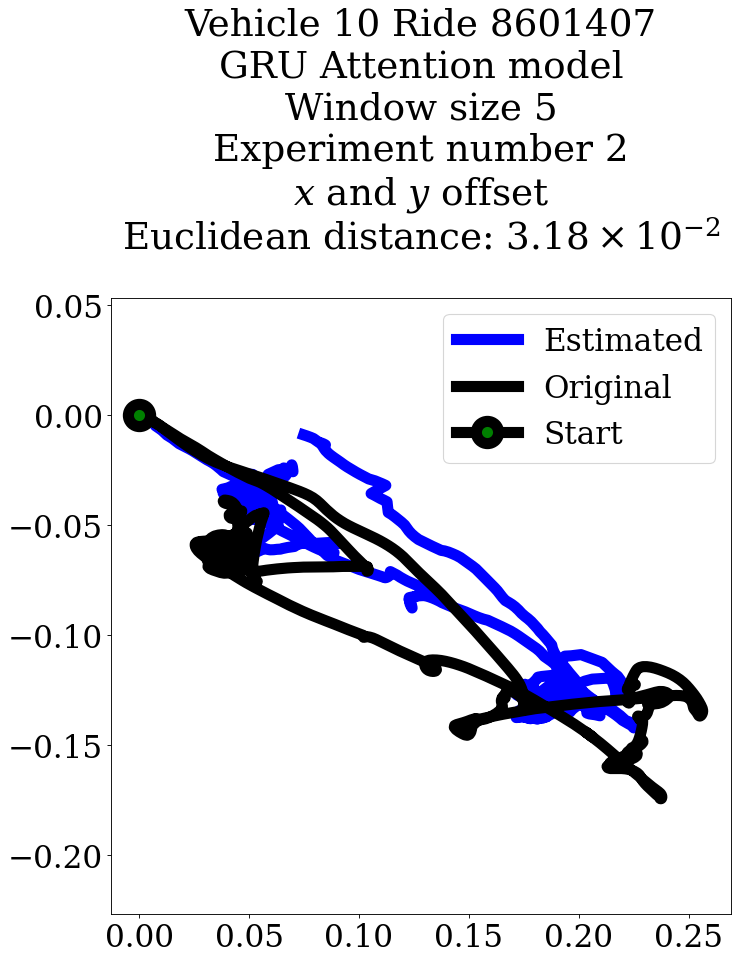 Vehicle 10 Ride 8601407
GRU Attention model
Window size 5
Experiment number 2
x and y offset
Euclidean distance: 3.18 × 10⁻²
Estimated
Original
Start
0.05
0.00
−0.05
−0.10
−0.15
−0.20
0.00 0.05 0.10 0.15 0.20 0.25